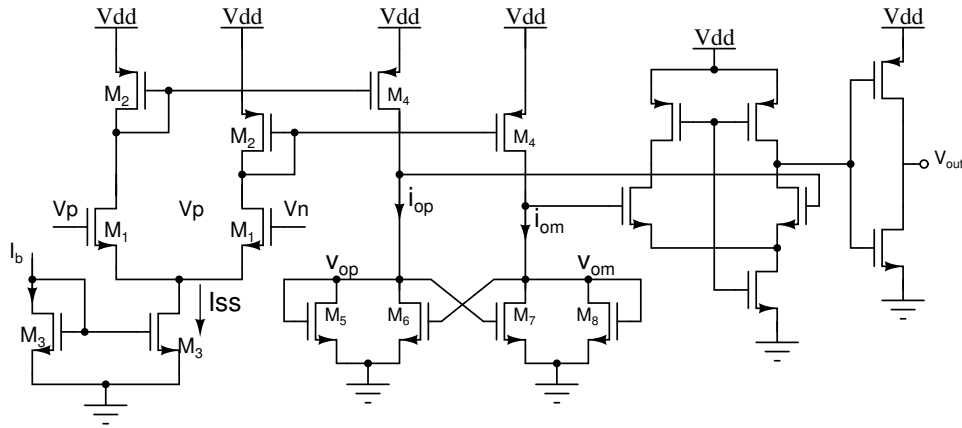 Vdd Vdd Vdd Vdd Vdd
Vdd
M2 M4
M2 M4
Vp Vp Vn
M1 M1
iop iom
Vout
Ib
Iss
vop vom
M3 M3
M5 M6 M7 M8